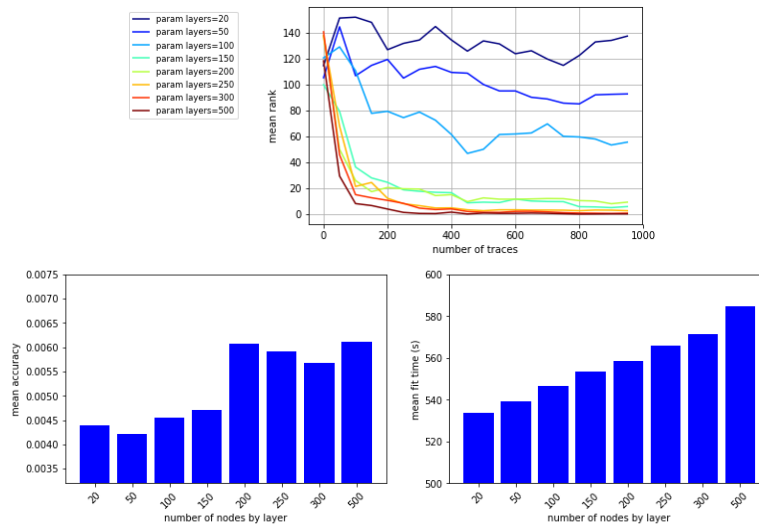 param layers=20
param layers=50
param layers=100
param layers=150
param layers=200
param layers=250
param layers=300
param layers=500
mean rank
140
120
100
80
60
40
20
0
0 200 400 600 800 1000
number of traces
mean accuracy
0.0075
0.0070
0.0065
0.0060
0.0055
0.0050
0.0045
0.0040
0.0035
20 50 100 150 200 250 300 500
number of nodes by layer
mean fit time (s)
600
580
560
540
520
500
20 50 100 150 200 250 300 500
number of nodes by layer